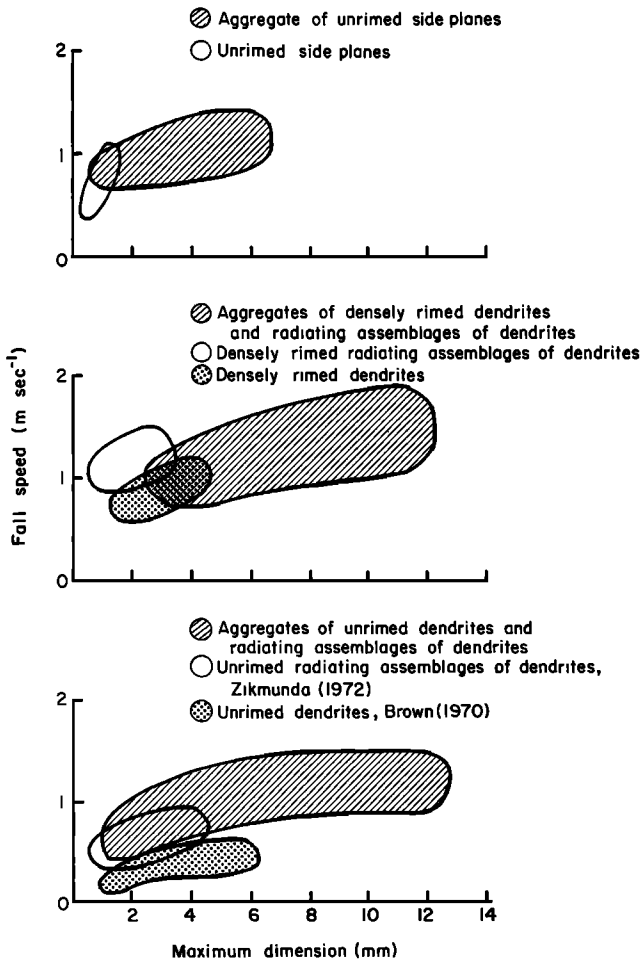 Aggregate of unrimed side planes
Unrimed side planes
2
1
0
Aggregates of densely rimed dendrites
and radiating assemblages of dendrites
Densely rimed radiating assemblages of dendrites
Densely rimed dendrites
2
1
0
Fall speed (m sec⁻¹)
Aggregates of unrimed dendrites and
radiating assemblages of dendrites
Unrimed radiating assemblages of dendrites,
Zikmunda (1972)
Unrimed dendrites, Brown (1970)
2
1
0
2 4 6 8 10 12 14
Maximum dimension (mm)